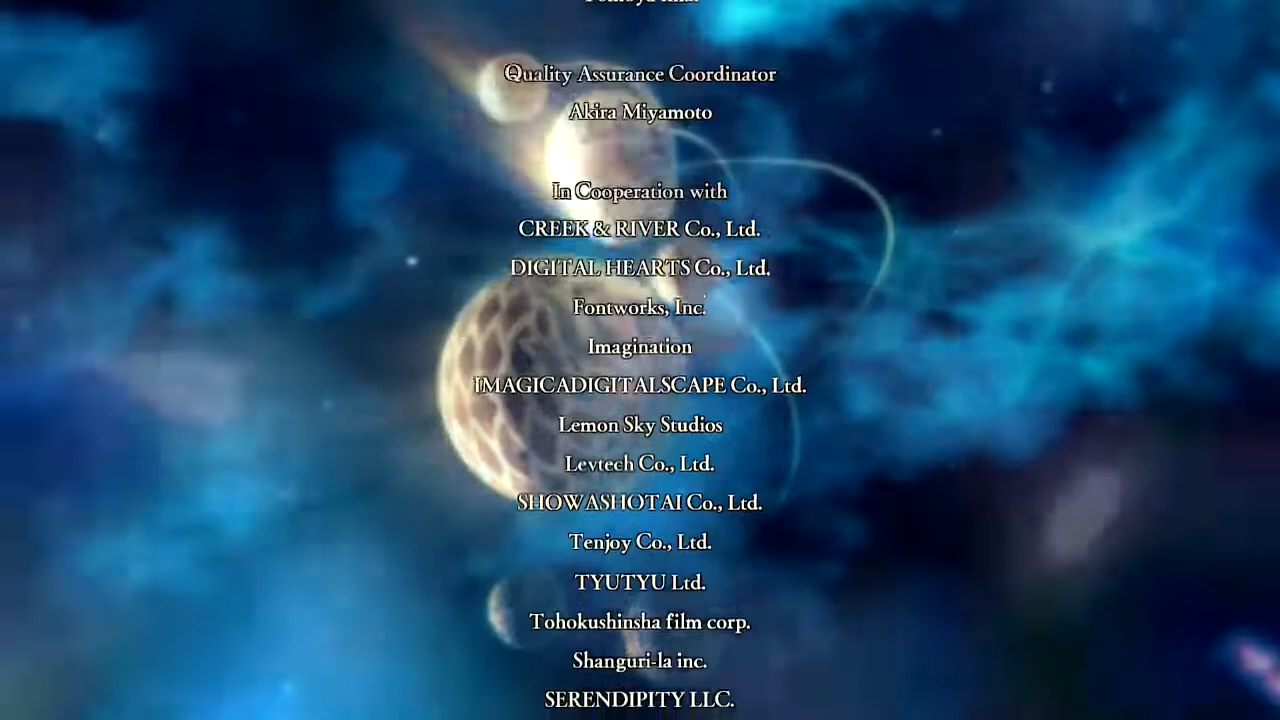 Quality Assurance Coordinator
Akira Miyamoto
In Cooperation with
CREEK & RIVER Co., Ltd.
DIGITAL HEARTS Co., Ltd.
Fontworks, Inc.
Imagination
IMAGICADIGITALSCAPE Co., Ltd.
Lemon Sky Studios
Levtech Co., Ltd.
SHOWASHOTAI Co., Ltd.
Tenjoy Co., Ltd.
TYUTYU Ltd.
Tohokushinsha film corp.
Shanguri-la inc.
SERENDIPITY LLC.